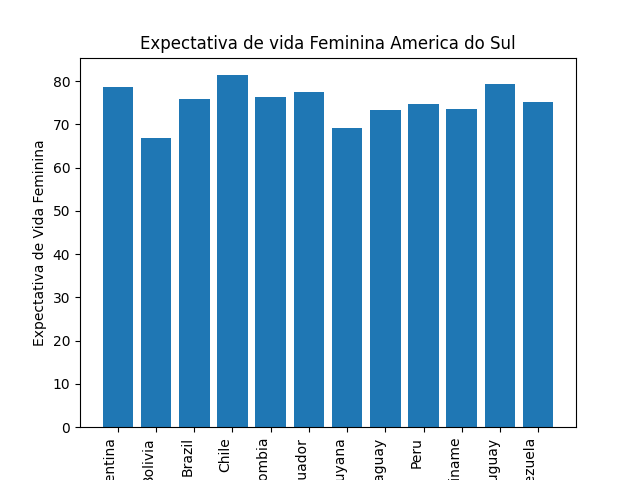 Expectativa de vida Feminina America do Sul
Expectativa de Vida Feminina
80
70
60
50
40
30
20
10
0
entina
Bolivia
Brazil
Chile
ombia
uador
uyana
aguay
Peru
iname
uguay
ezuela